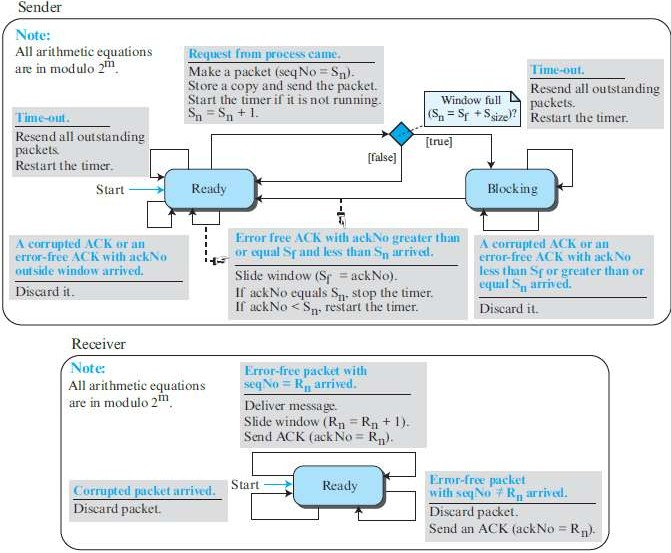 Sender
Note:
All arithmetic equations
are in modulo 2^m.
Request from process came.
Make a packet (seqNo = Sn).
Store a copy and send the packet.
Start the timer if it is not running.
Sn = Sn + 1.
Window full
(Sn = Sf + Ssize)?
Time-out.
Resend all outstanding
packets.
Restart the timer.
Time-out.
Resend all outstanding
packets.
Restart the timer.
[false]
[true]
Start
Ready
Blocking
A corrupted ACK or an
error-free ACK with ackNo
outside window arrived.
Discard it.
Error free ACK with ackNo greater than
or equal Sf and less than Sn arrived.
Slide window (Sf = ackNo).
If ackNo equals Sn, stop the timer.
If ackNo < Sn, restart the timer.
A corrupted ACK or an
error-free ACK with ackNo
less than Sf or greater than or
equal Sn arrived.
Discard it.
Receiver
Note:
All arithmetic equations
are in modulo 2^m.
Error-free packet with
seqNo = Rn arrived.
Deliver message.
Slide window (Rn = Rn + 1).
Send ACK (ackNo = Rn).
Corrupted packet arrived.
Discard packet.
Start
Ready
Error-free packet
with seqNo ≠ Rn arrived.
Discard packet.
Send an ACK (ackNo = Rn).